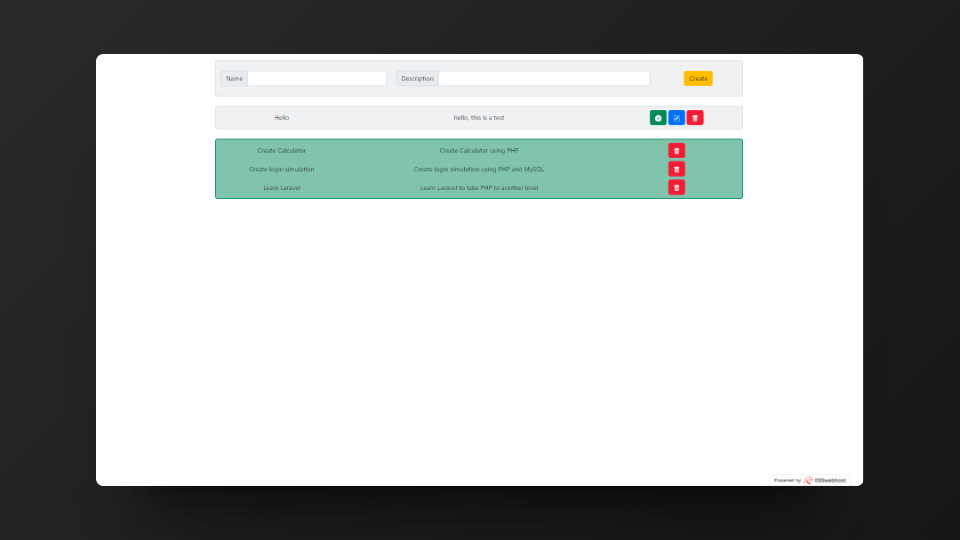 Name Description Create
Hello hello, this is a test
Create Calculator Create Calculator using PHP
Create login simulation Create login simulation using PHP and MySQL
Learn Laravel Learn Laravel to take PHP to another level
Powered by 000webhost